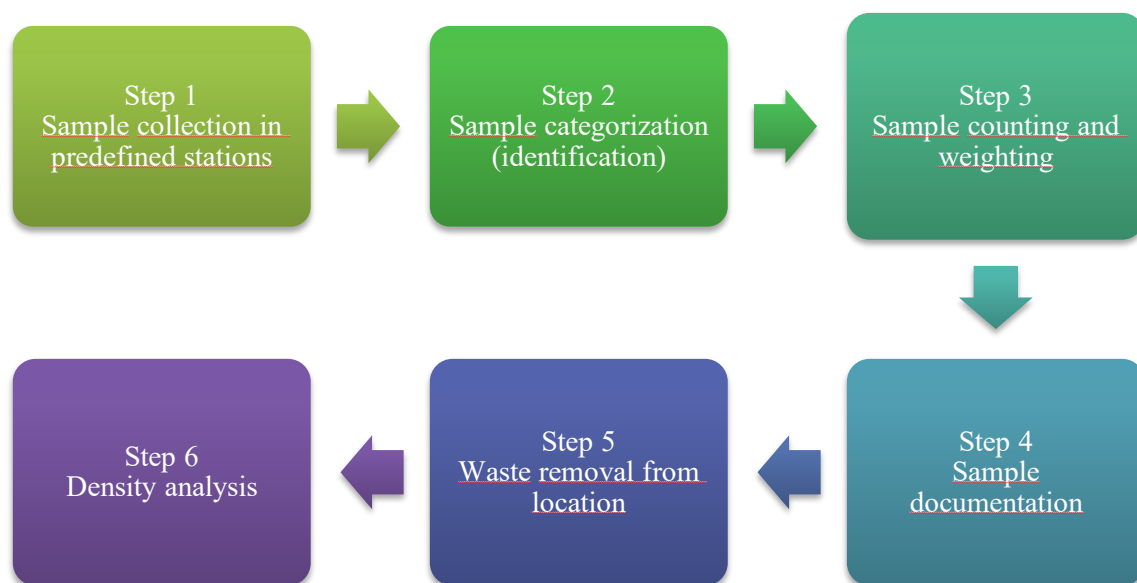 Step 1
Sample collection in
predefined stations
Step 2
Sample categorization
(identification)
Step 3
Sample counting and
weighting
Step 4
Sample
documentation
Step 5
Waste removal from
location
Step 6
Density analysis